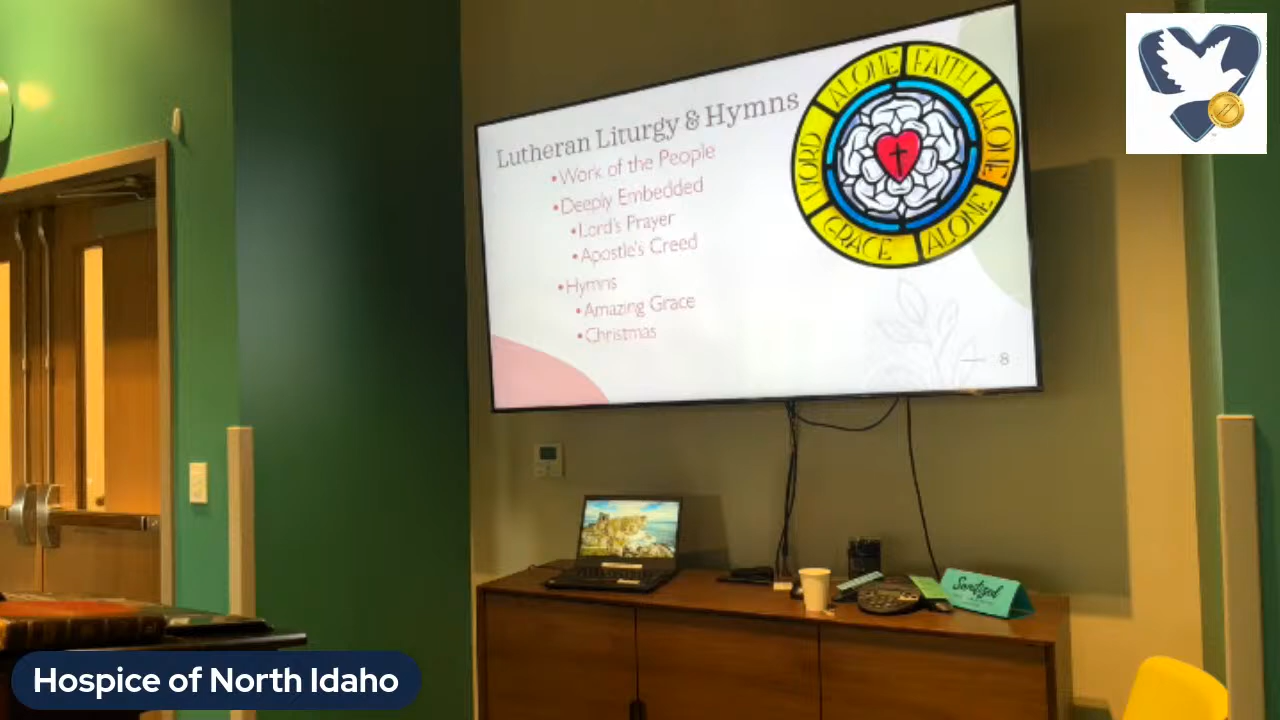 Lutheran Liturgy & Hymns
•Work of the People
•Deeply Embedded
•Lord's Prayer
•Apostle's Creed
•Hymns
•Amazing Grace
•Christmas
8
WORD ALONE FAITH ALONE GRACE ALONE
Sanitized
Hospice of North Idaho